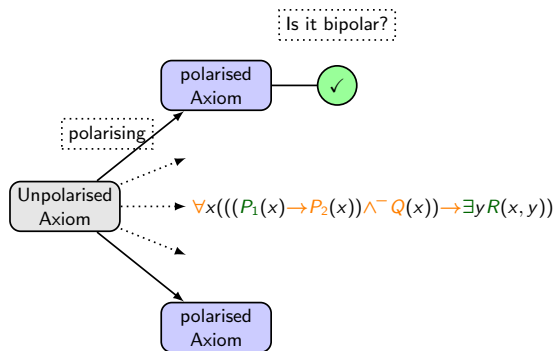 Is it bipolar?
polarised
Axiom
✓
polarising
Unpolarised
Axiom
∀x(((P₁(x)→P₂(x))∧⁻Q(x))→∃yR(x, y))
polarised
Axiom